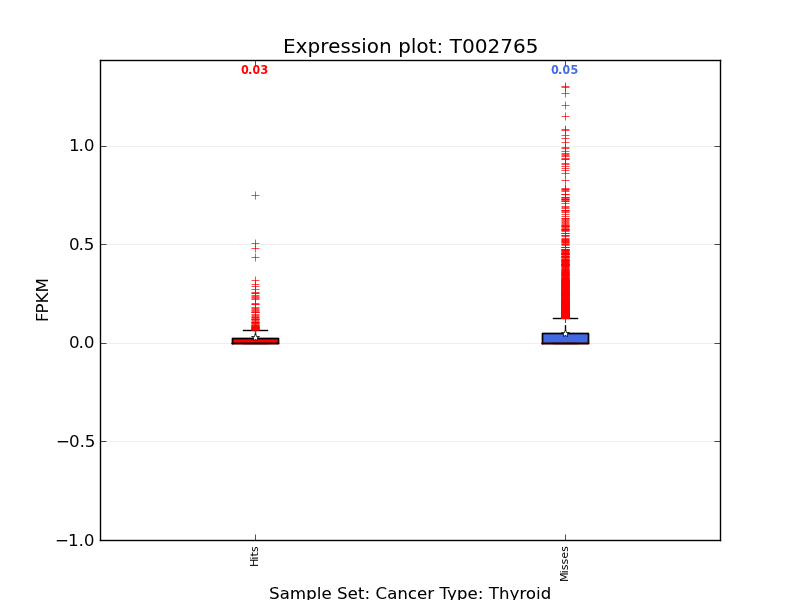 Expression plot: T002765
0.03
0.05
1.0
0.5
0.0
−0.5
−1.0
FPKM
Hits
Misses
Sample Set: Cancer Type: Thyroid